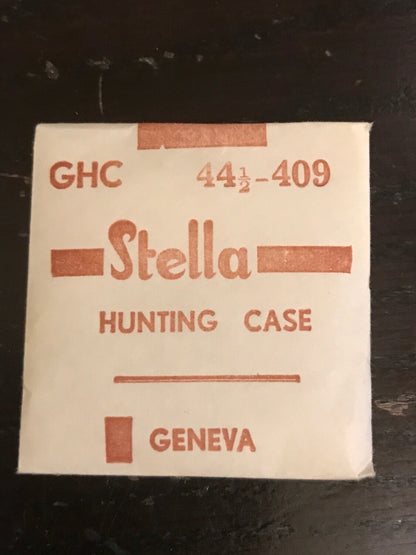 GHC 44½-409
Stella
HUNTING CASE
GENEVA